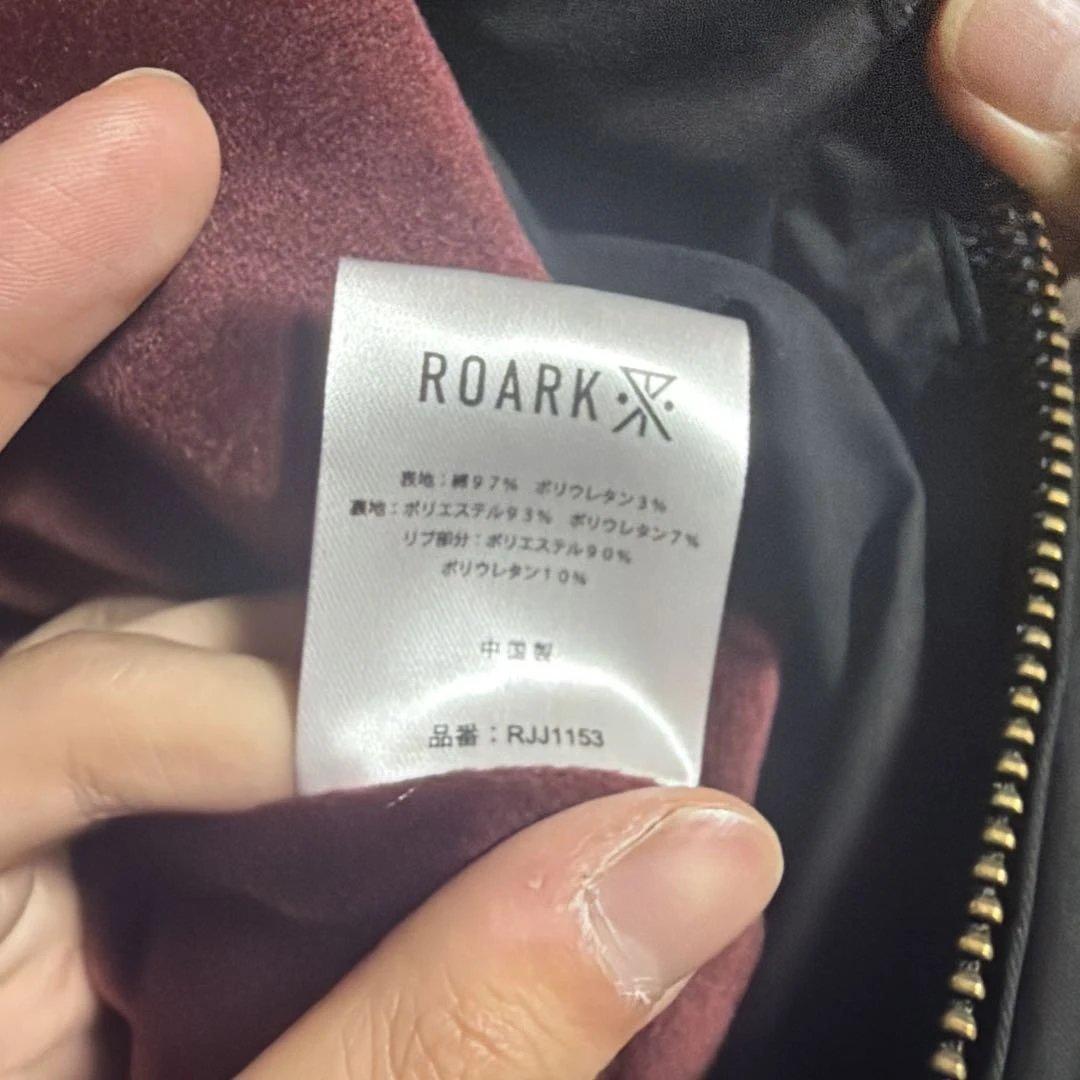 ROARK
表地：綿97%　ポリウレタン3%
裏地：ポリエステル93%　ポリウレタン7%
リブ部分：ポリエステル90%
ポリウレタン10%
中国製
品番：RJJ1153